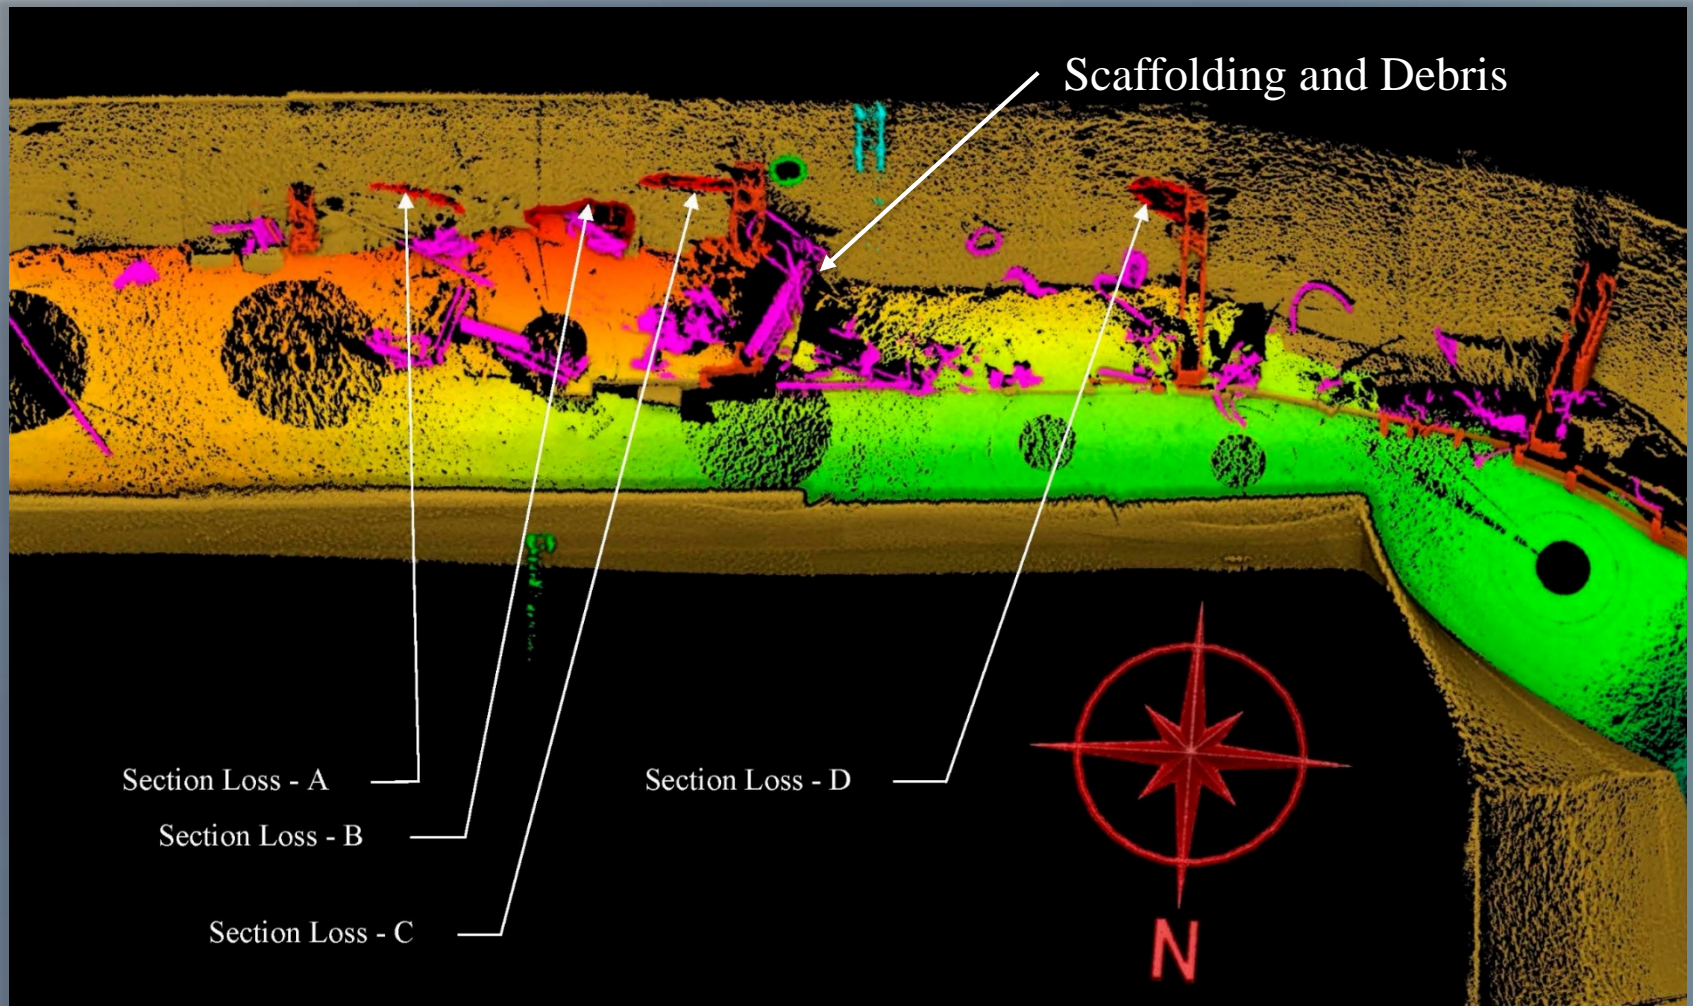 Scaffolding and Debris
Section Loss - A
Section Loss - D
Section Loss - B
Section Loss - C
N